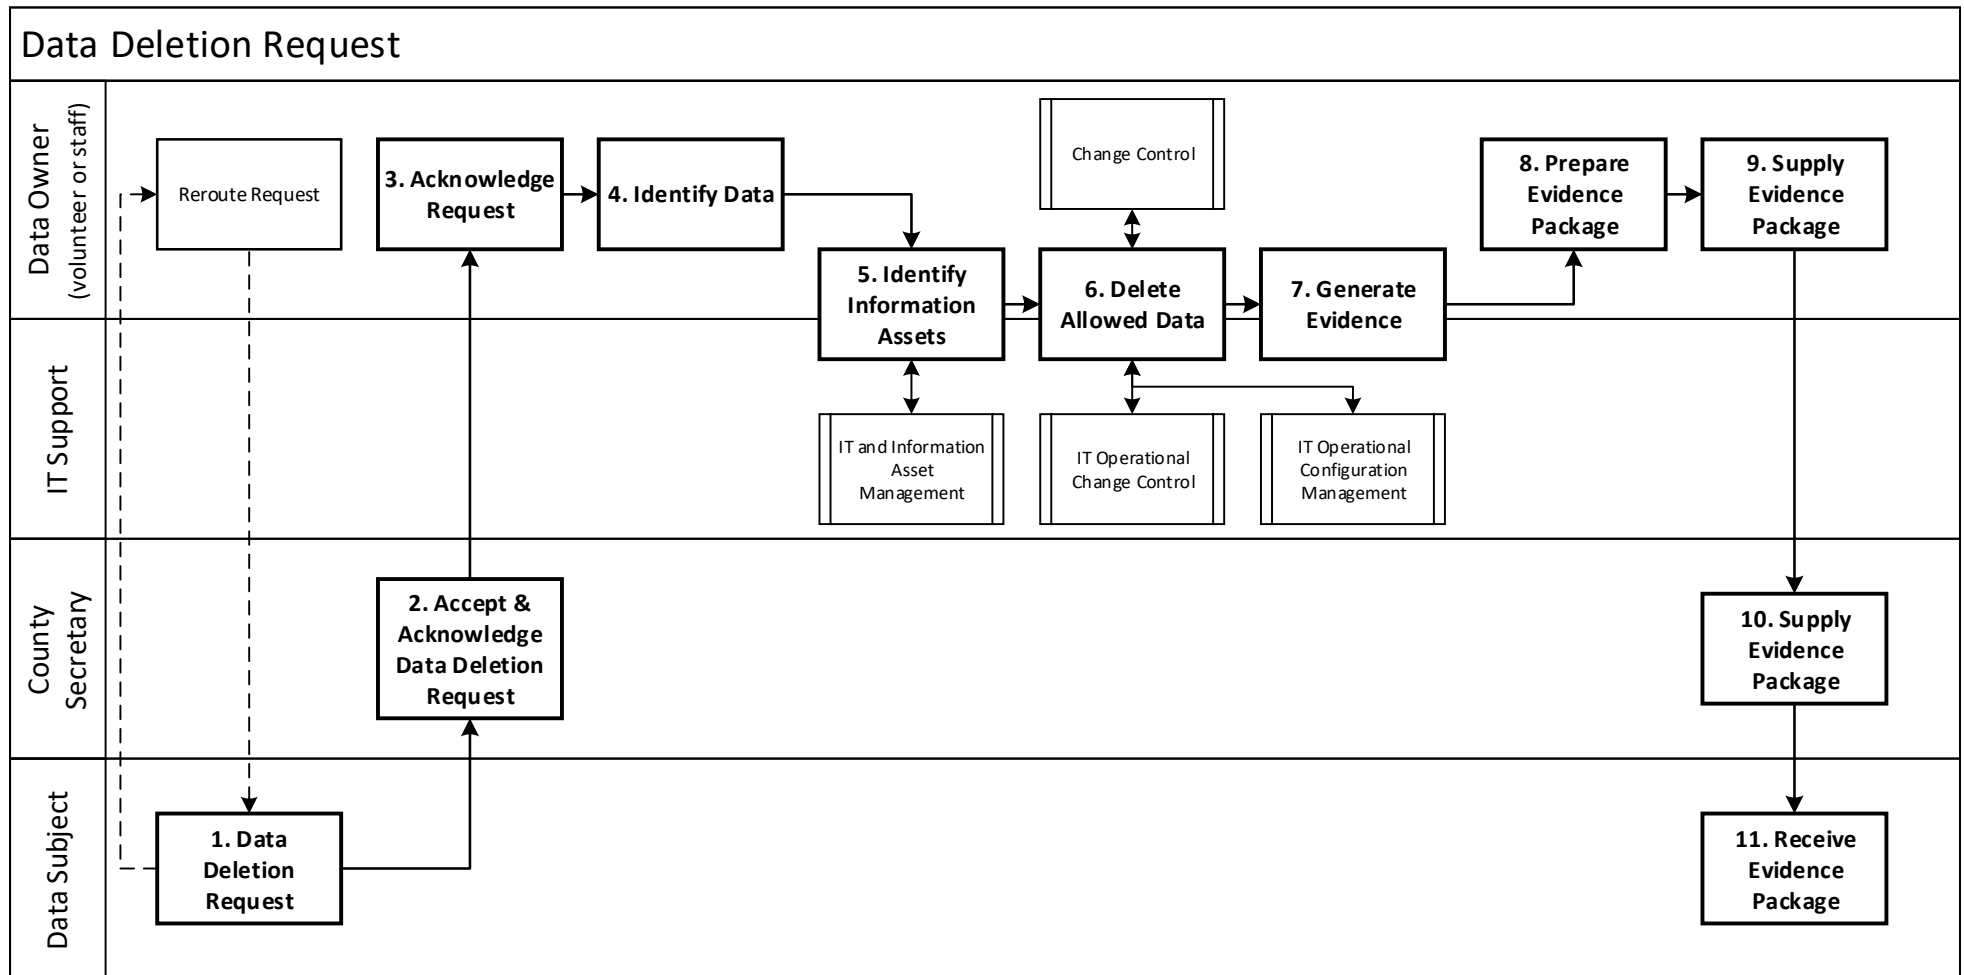 Data Deletion Request
Data Owner
(volunteer or staff)
Reroute Request
3. Acknowledge
Request
4. Identify Data
Change Control
8. Prepare
Evidence
Package
9. Supply
Evidence
Package
5. Identify
Information
Assets
6. Delete
Allowed Data
7. Generate
Evidence
IT Support
IT and Information
Asset
Management
IT Operational
Change Control
IT Operational
Configuration
Management
County
Secretary
2. Accept &
Acknowledge
Data Deletion
Request
10. Supply
Evidence
Package
Data Subject
1. Data
Deletion
Request
11. Receive
Evidence
Package